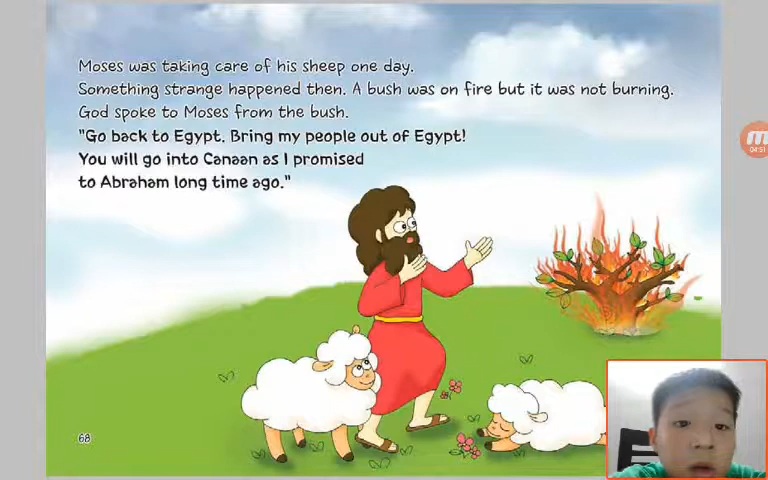 Moses was taking care of his sheep one day.
Something strange happened then. A bush was on fire but it was not burning.
God spoke to Moses from the bush.
"Go back to Egypt. Bring my people out of Egypt!
You will go into Canaan as I promised
to Abraham long time ago."
04:51
68